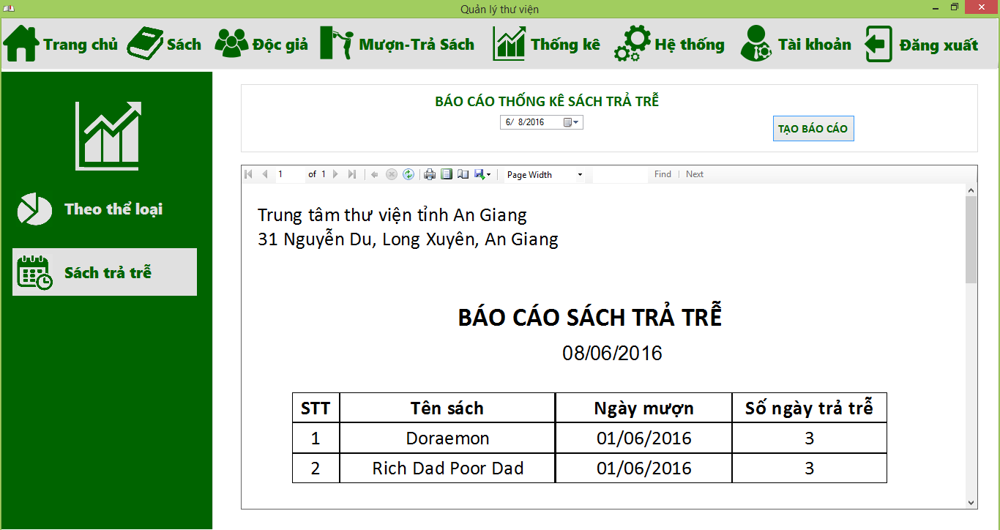 Quản lý thư viện
Trang chủ Sách Độc giả Mượn-Trả Sách Thống kê Hệ thống Tài khoản Đăng xuất
Theo thể loại
Sách trả trễ
BÁO CÁO THỐNG KÊ SÁCH TRẢ TRỄ
6/ 8/2016
TẠO BÁO CÁO
1 of 1 Page Width Find Next
Trung tâm thư viện tỉnh An Giang
31 Nguyễn Du, Long Xuyên, An Giang
BÁO CÁO SÁCH TRẢ TRỄ
08/06/2016
STT Tên sách Ngày mượn Số ngày trả trễ
1 Doraemon 01/06/2016 3
2 Rich Dad Poor Dad 01/06/2016 3